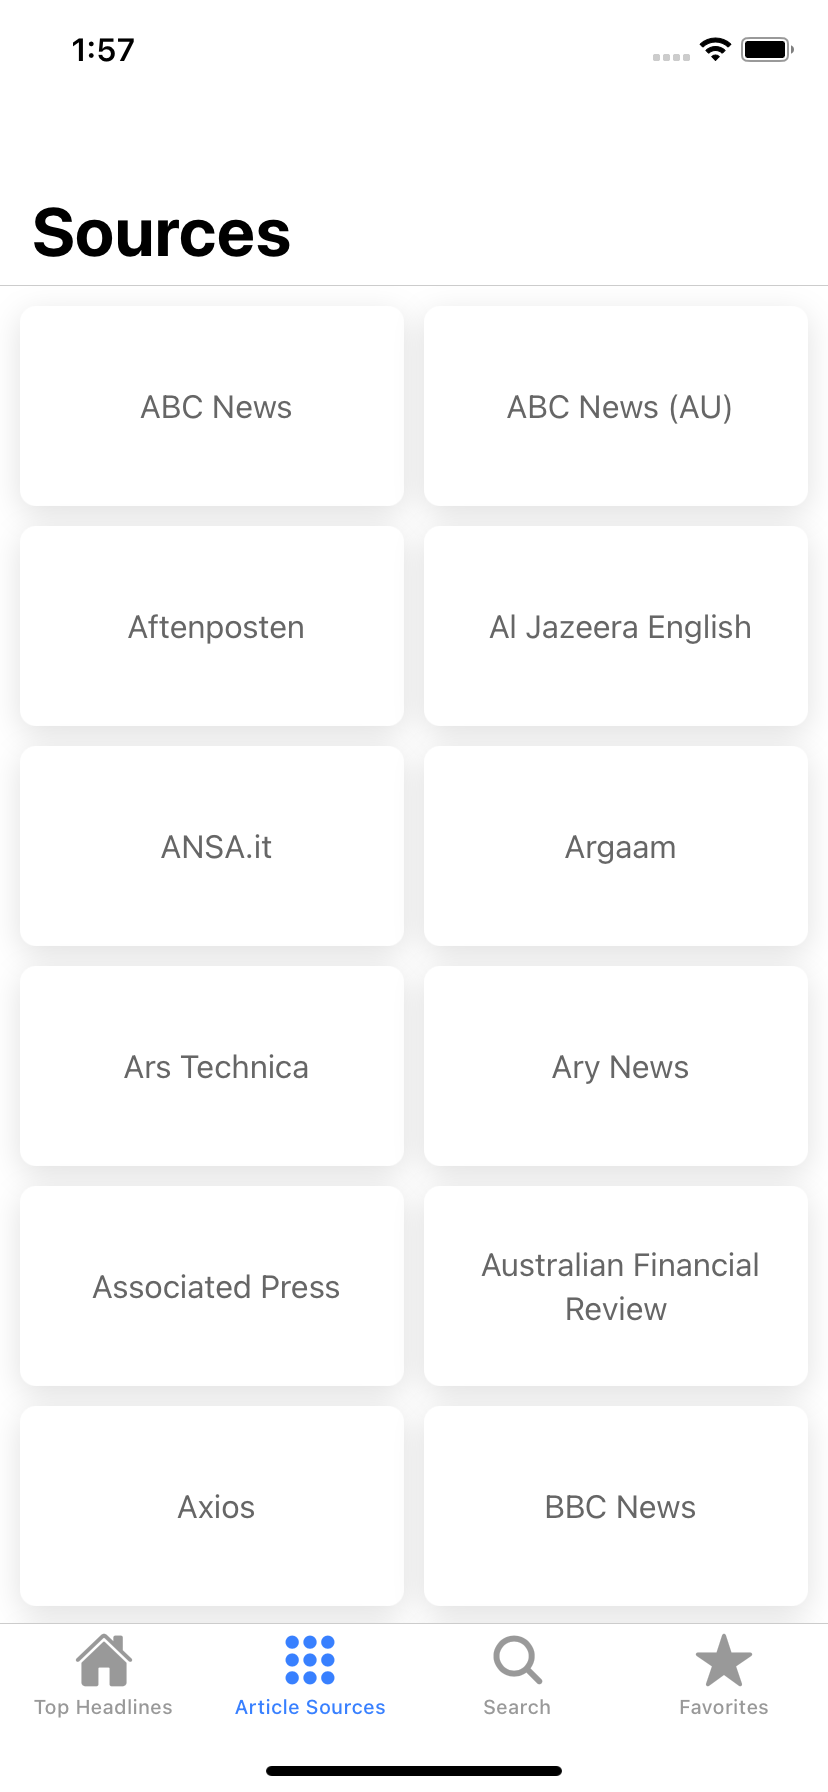 1:57
Sources
ABC News
ABC News (AU)
Aftenposten
Al Jazeera English
ANSA.it
Argaam
Ars Technica
Ary News
Associated Press
Australian Financial
Review
Axios
BBC News
Top Headlines
Article Sources
Search
Favorites